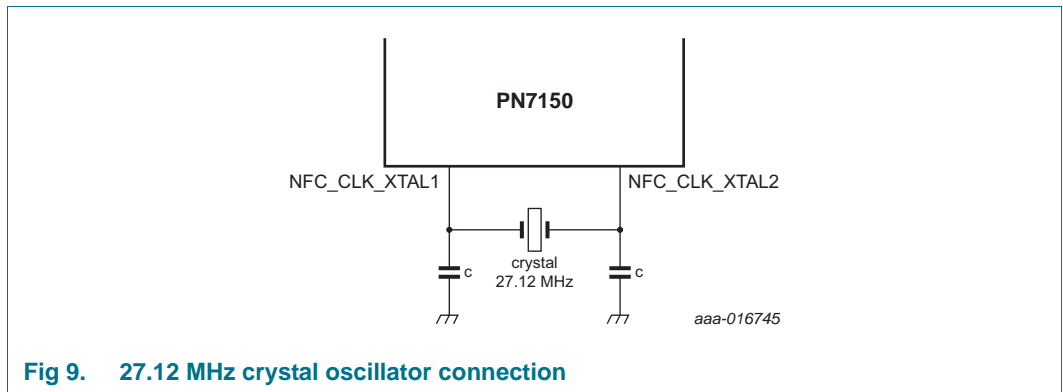 PN7150
NFC_CLK_XTAL1
NFC_CLK_XTAL2
c
crystal
27.12 MHz
c
aaa-016745
Fig 9. 27.12 MHz crystal oscillator connection